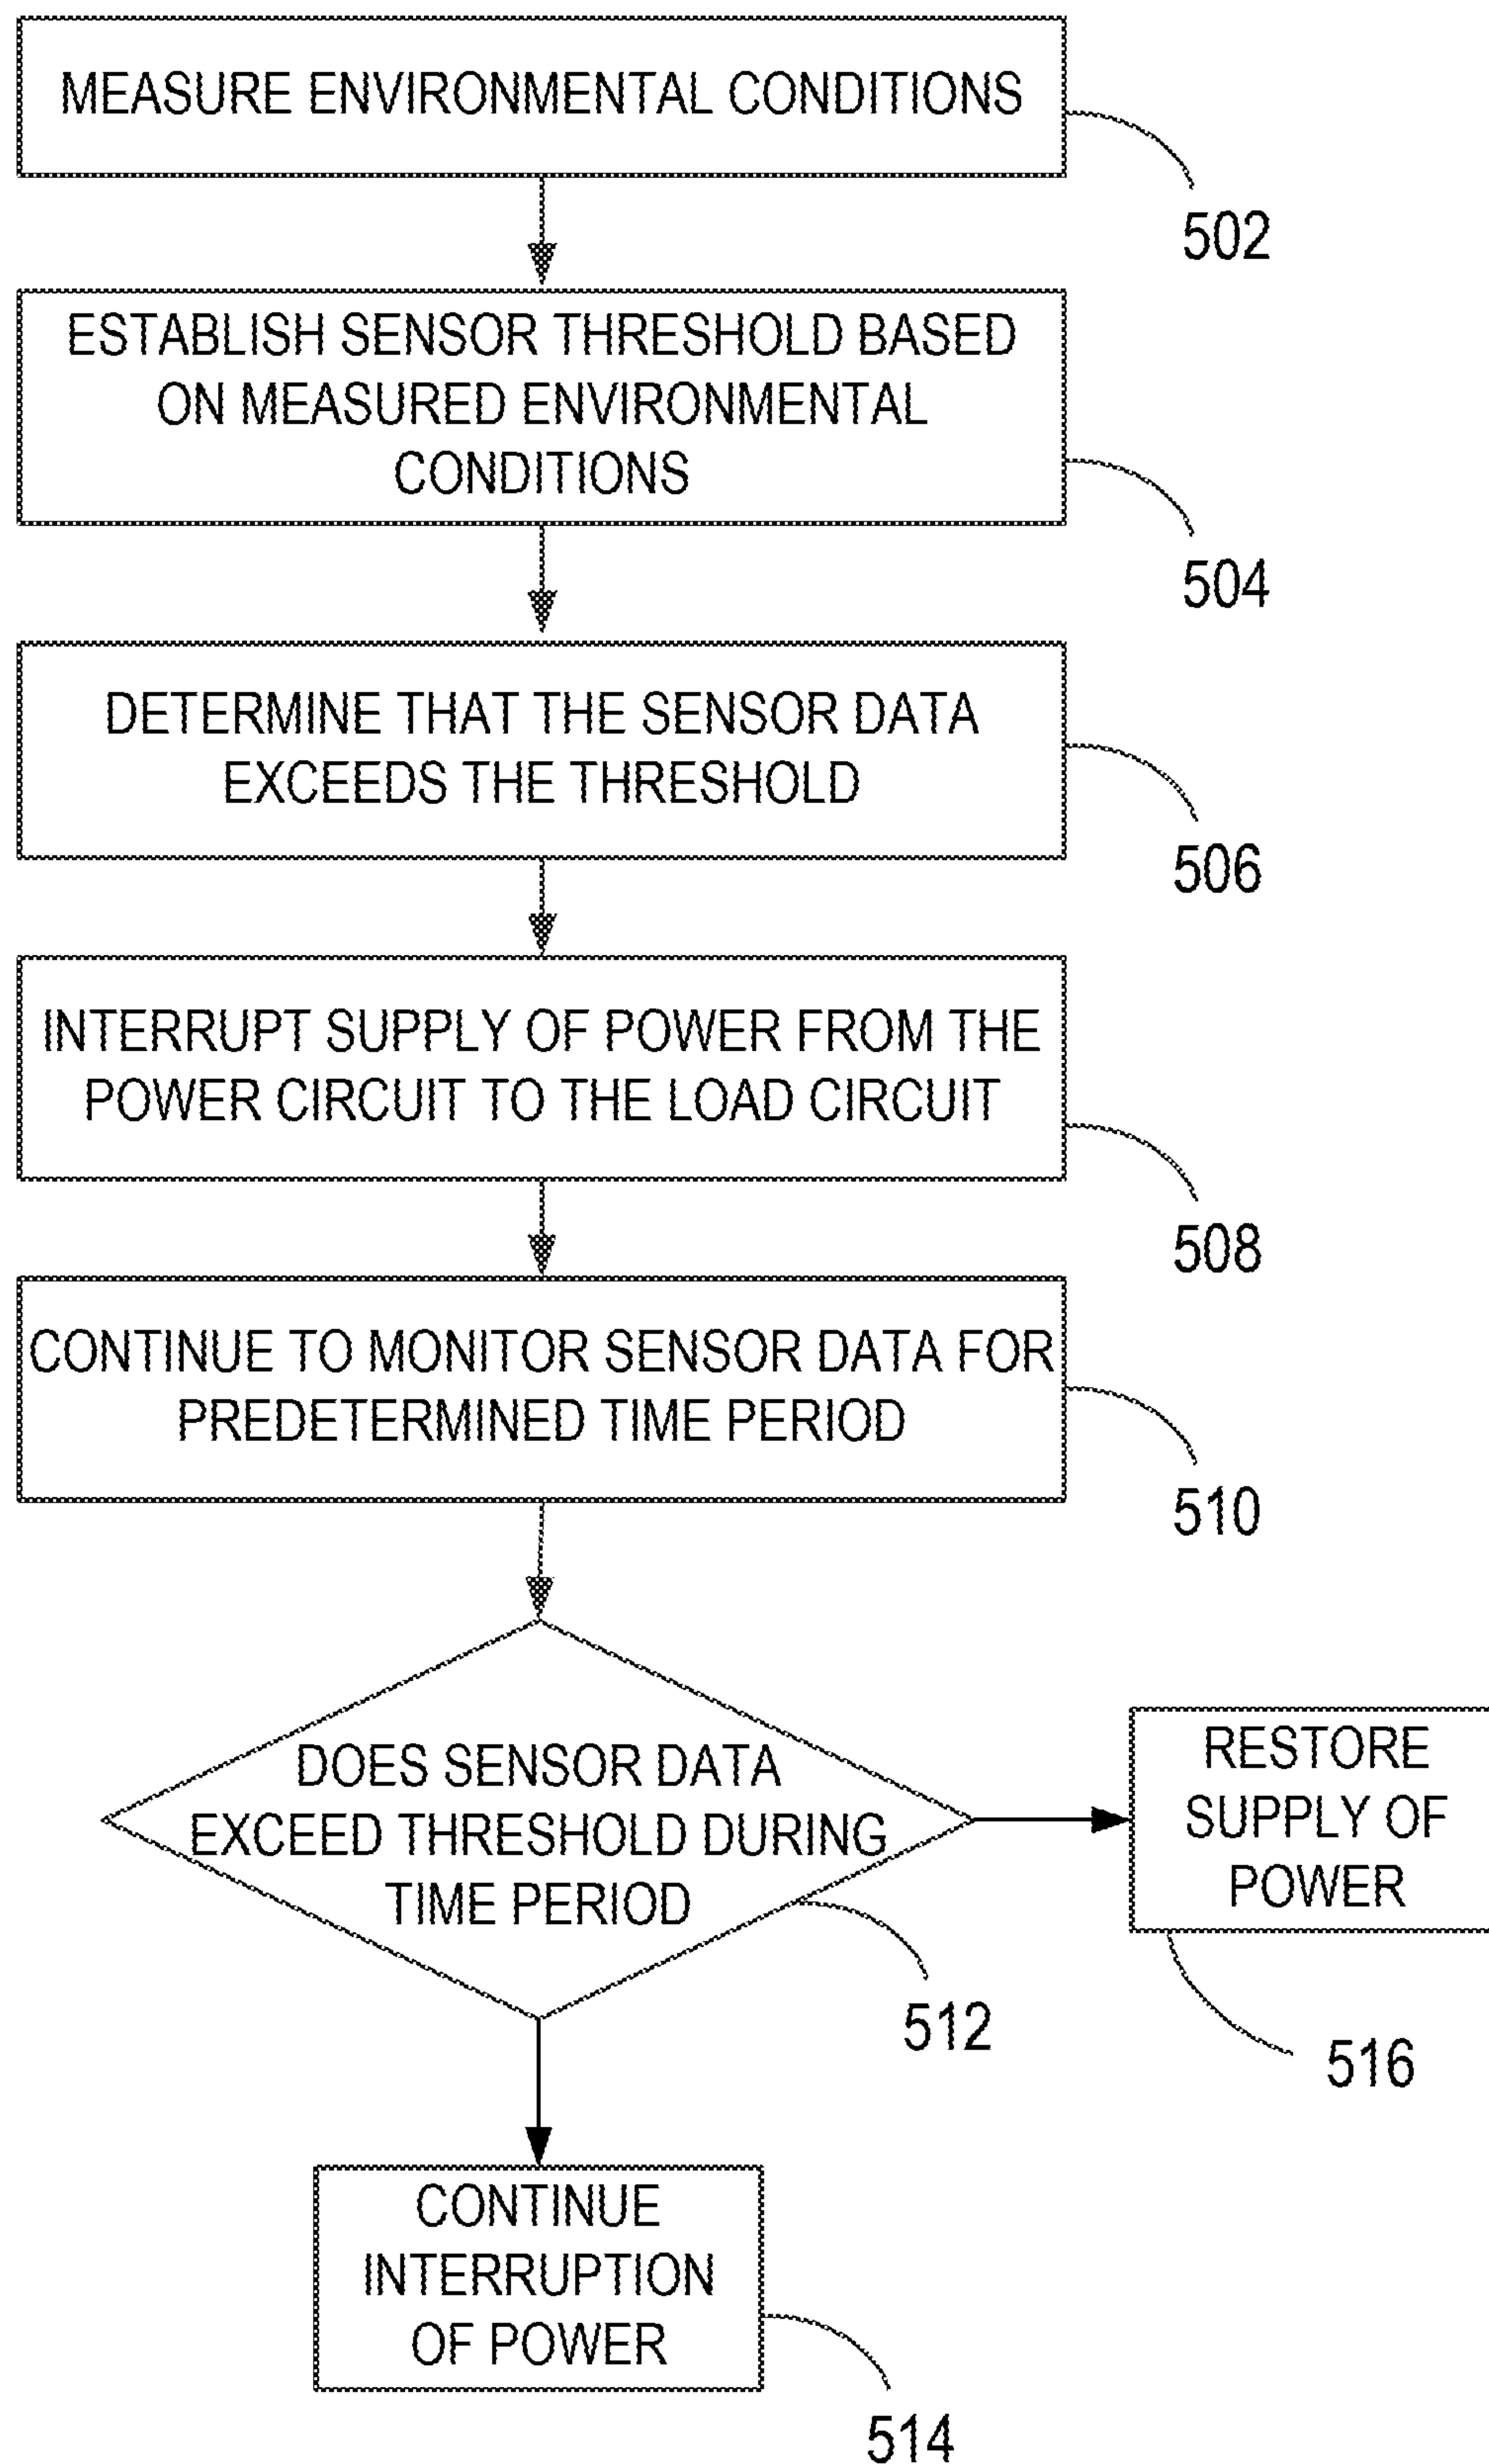 MEASURE ENVIRONMENTAL CONDITIONS
502
ESTABLISH SENSOR THRESHOLD BASED
ON MEASURED ENVIRONMENTAL
CONDITIONS
504
DETERMINE THAT THE SENSOR DATA
EXCEEDS THE THRESHOLD
506
INTERRUPT SUPPLY OF POWER FROM THE
POWER CIRCUIT TO THE LOAD CIRCUIT
508
CONTINUE TO MONITOR SENSOR DATA FOR
PREDETERMINED TIME PERIOD
510
DOES SENSOR DATA
EXCEED THRESHOLD DURING
TIME PERIOD
512
RESTORE
SUPPLY OF
POWER
516
CONTINUE
INTERRUPTION
OF POWER
514